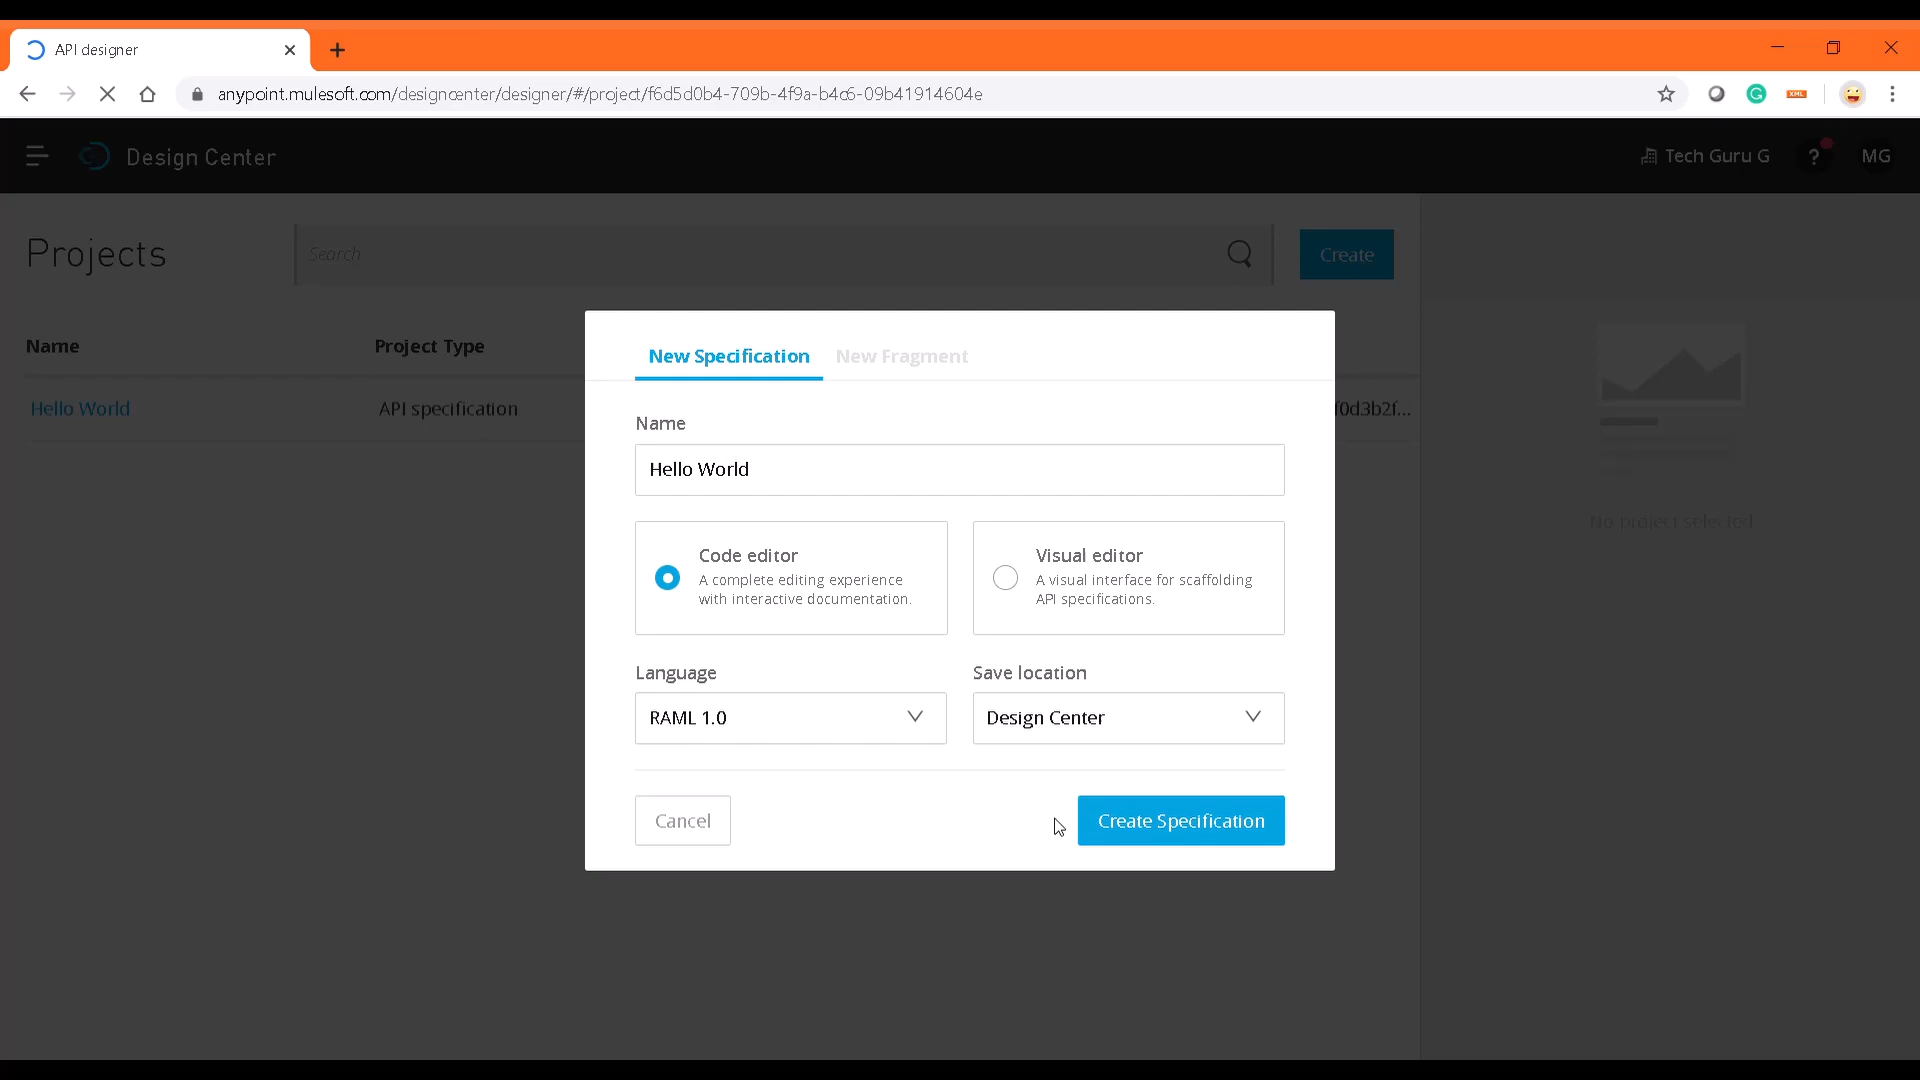 API designer
anypoint.mulesoft.com/designcenter/designer/#/project/f6d5d0b4-709b-4f9a-b4c6-09b41914604e
XML
Design Center
Tech Guru G
?
MG
Projects
Search
Create
Name
Project Type
Hello World
API specification
f0d3b2f...
No project selected
New Specification
New Fragment
Name
Hello World
Code editor
A complete editing experience
with interactive documentation.
Visual editor
A visual interface for scaffolding
API specifications.
Language
Save location
RAML 1.0
Design Center
Cancel
Create Specification